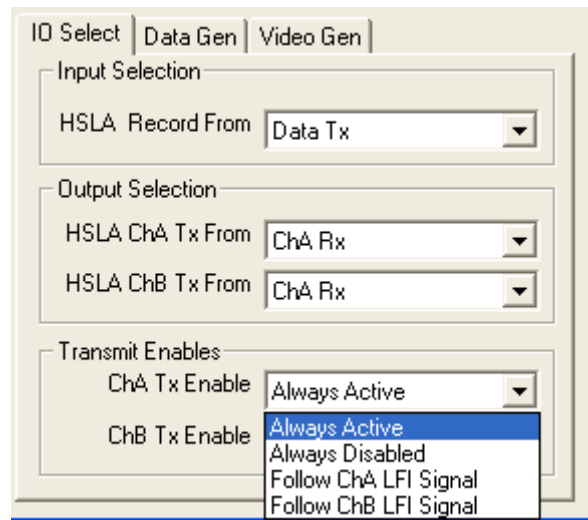 IO Select Data Gen Video Gen
Input Selection
HSLA Record From Data Tx
Output Selection
HSLA ChA Tx From ChA Rx
HSLA ChB Tx From ChA Rx
Transmit Enables
ChA Tx Enable Always Active
ChB Tx Enable Always Active
Always Disabled
Follow ChA LFI Signal
Follow ChB LFI Signal